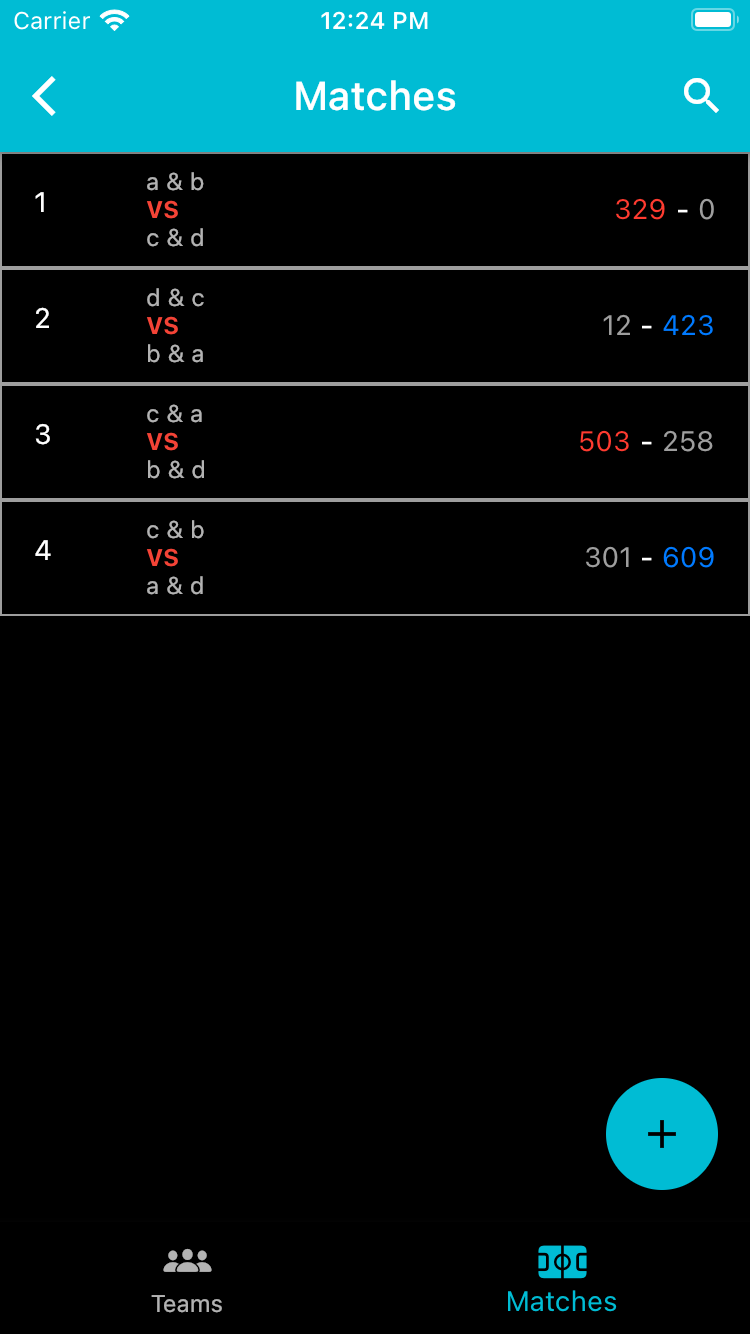 Carrier 12:24 PM
Matches
1
a & b
VS
c & d
329 - 0
2
d & c
VS
b & a
12 - 423
3
c & a
VS
b & d
503 - 258
4
c & b
VS
a & d
301 - 609
+
Teams
Matches